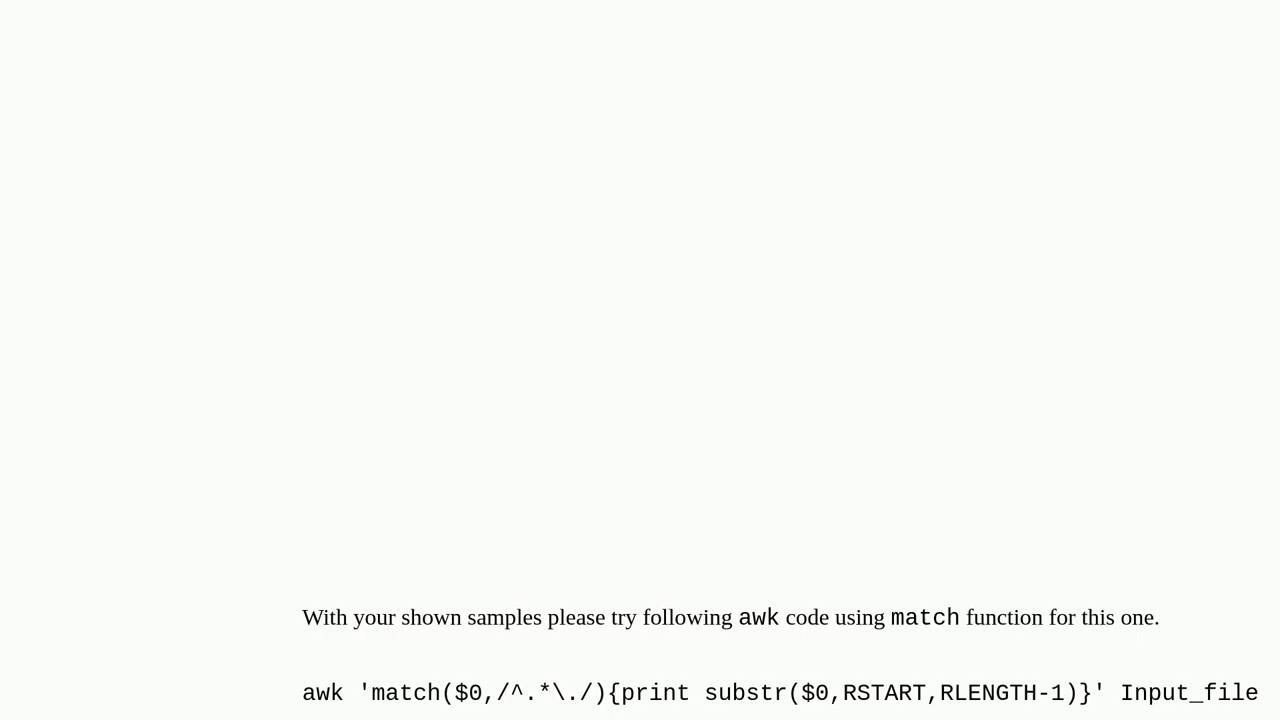 With your shown samples please try following awk code using match function for this one.
awk 'match($0,/^.*\./){print substr($0,RSTART,RLENGTH-1)}' Input_file